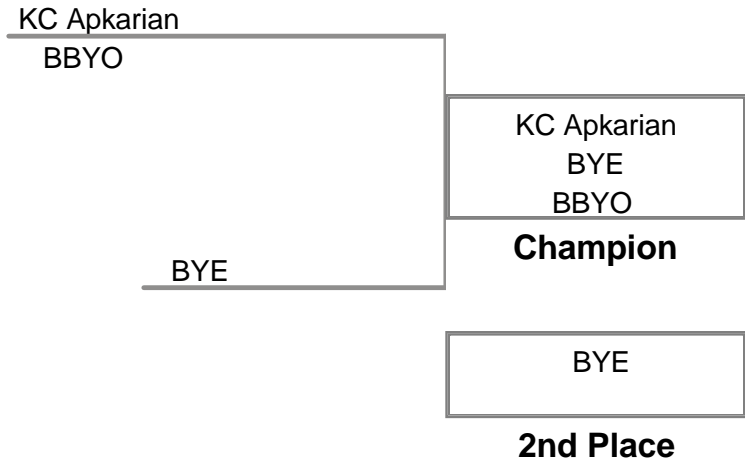 KC Apkarian
BBYO
KC Apkarian
BYE
BBYO
Champion
BYE
BYE
2nd Place